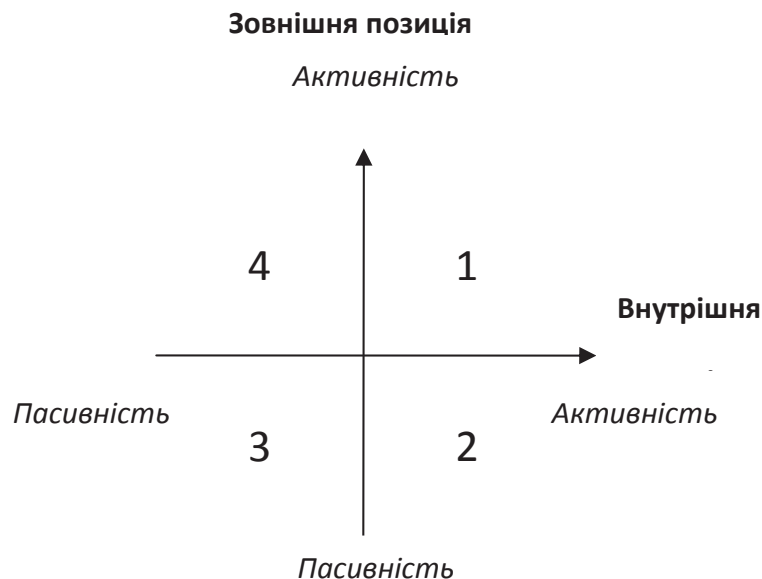 Зовнішня позиція
Активність
4 1
Внутрішня
Пасивність Активність
3 2
Пасивність